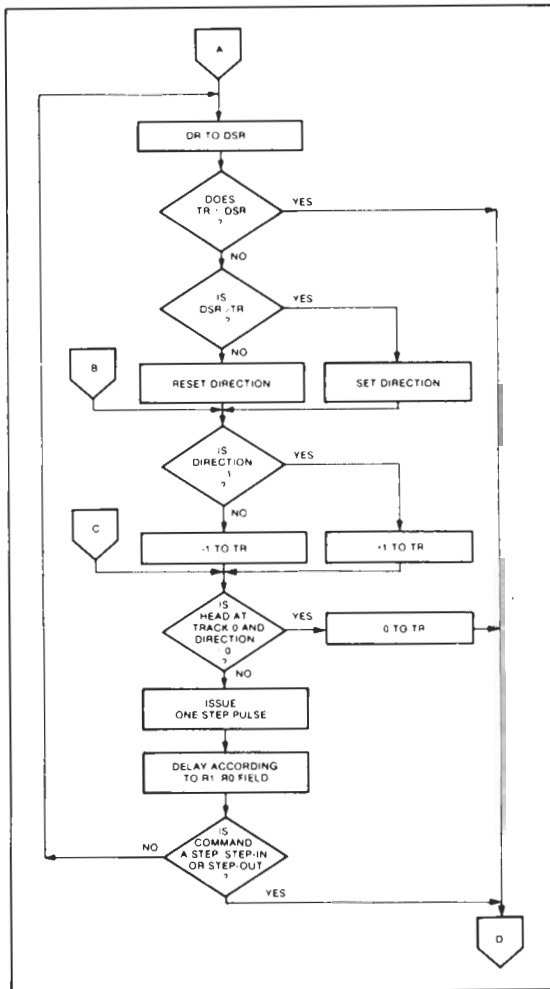 A
DR TO DSR
DOES
TR : DSR
?
YES
NO
IS
DSR TR
?
YES
NO
B
RESET DIRECTION
SET DIRECTION
IS
DIRECTION
1
?
YES
NO
C
-1 TO TR
+1 TO TR
IS
HEAD AT
TRACK 0 AND
DIRECTION
0
?
YES
0 TO TR
NO
ISSUE
ONE STEP PULSE
DELAY ACCORDING
TO R1 R0 FIELD
IS
COMMAND
A STEP STEP-IN
OR STEP-OUT
?
NO
YES
D